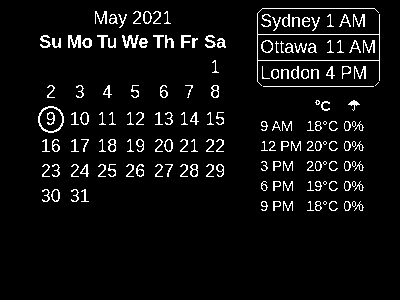 May 2021
Su Mo Tu We Th Fr Sa
1
2 3 4 5 6 7 8
9 10 11 12 13 14 15
16 17 18 19 20 21 22
23 24 25 26 27 28 29
30 31
Sydney 1 AM
Ottawa 11 AM
London 4 PM
°C ☂
9 AM 18°C 0%
12 PM 20°C 0%
3 PM 20°C 0%
6 PM 19°C 0%
9 PM 18°C 0%